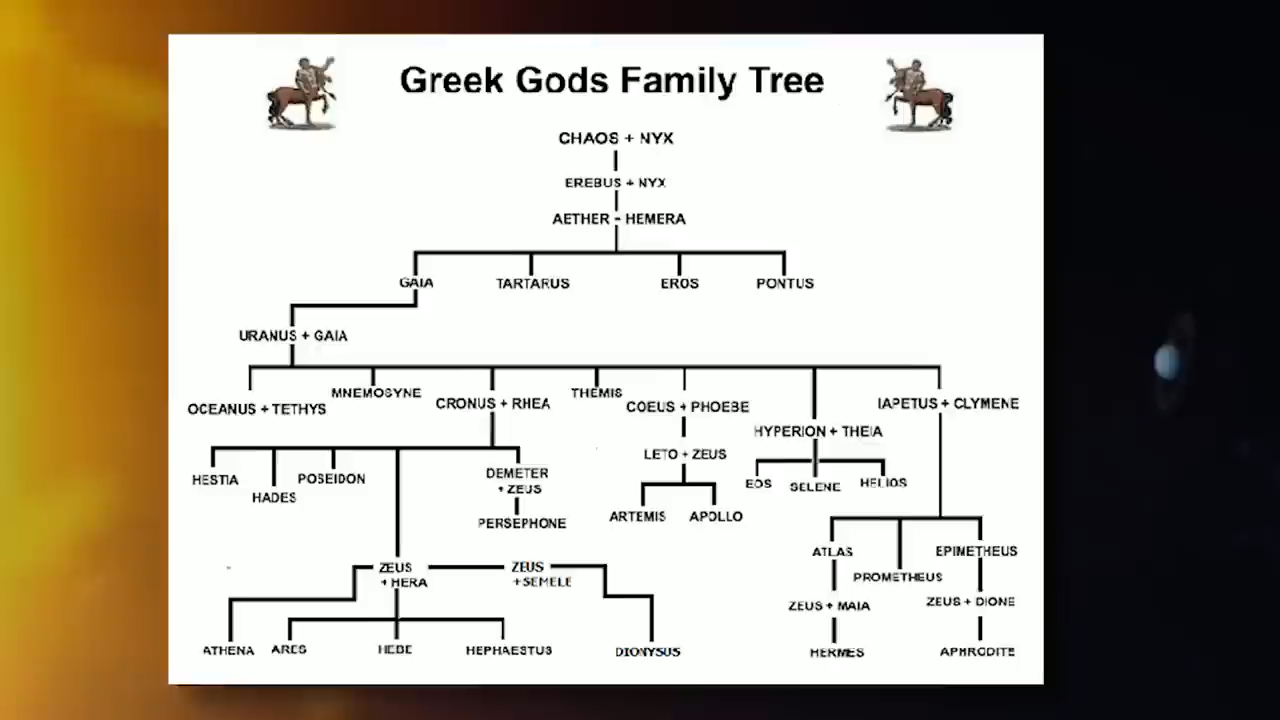 Greek Gods Family Tree
CHAOS + NYX
EREBUS + NYX
AETHER - HEMERA
GAIA
TARTARUS
EROS
PONTUS
URANUS + GAIA
OCEANUS + TETHYS
MNEMOSYNE
CRONUS + RHEA
THEMIS
COEUS + PHOEBE
HYPERION + THEIA
IAPETUS + CLYMENE
HESTIA
HADES
POSEIDON
DEMETER
+ ZEUS
PERSEPHONE
LETO + ZEUS
ARTEMIS
APOLLO
EOS
SELENE
HELIOS
ATLAS
PROMETHEUS
EPIMETHEUS
ZEUS + MAIA
ZEUS + DIONE
ZEUS
+ HERA
ZEUS
+SEMELE
ATHENA
ARES
HEBE
HEPHAESTUS
DIONYSUS
HERMES
APHRODITE